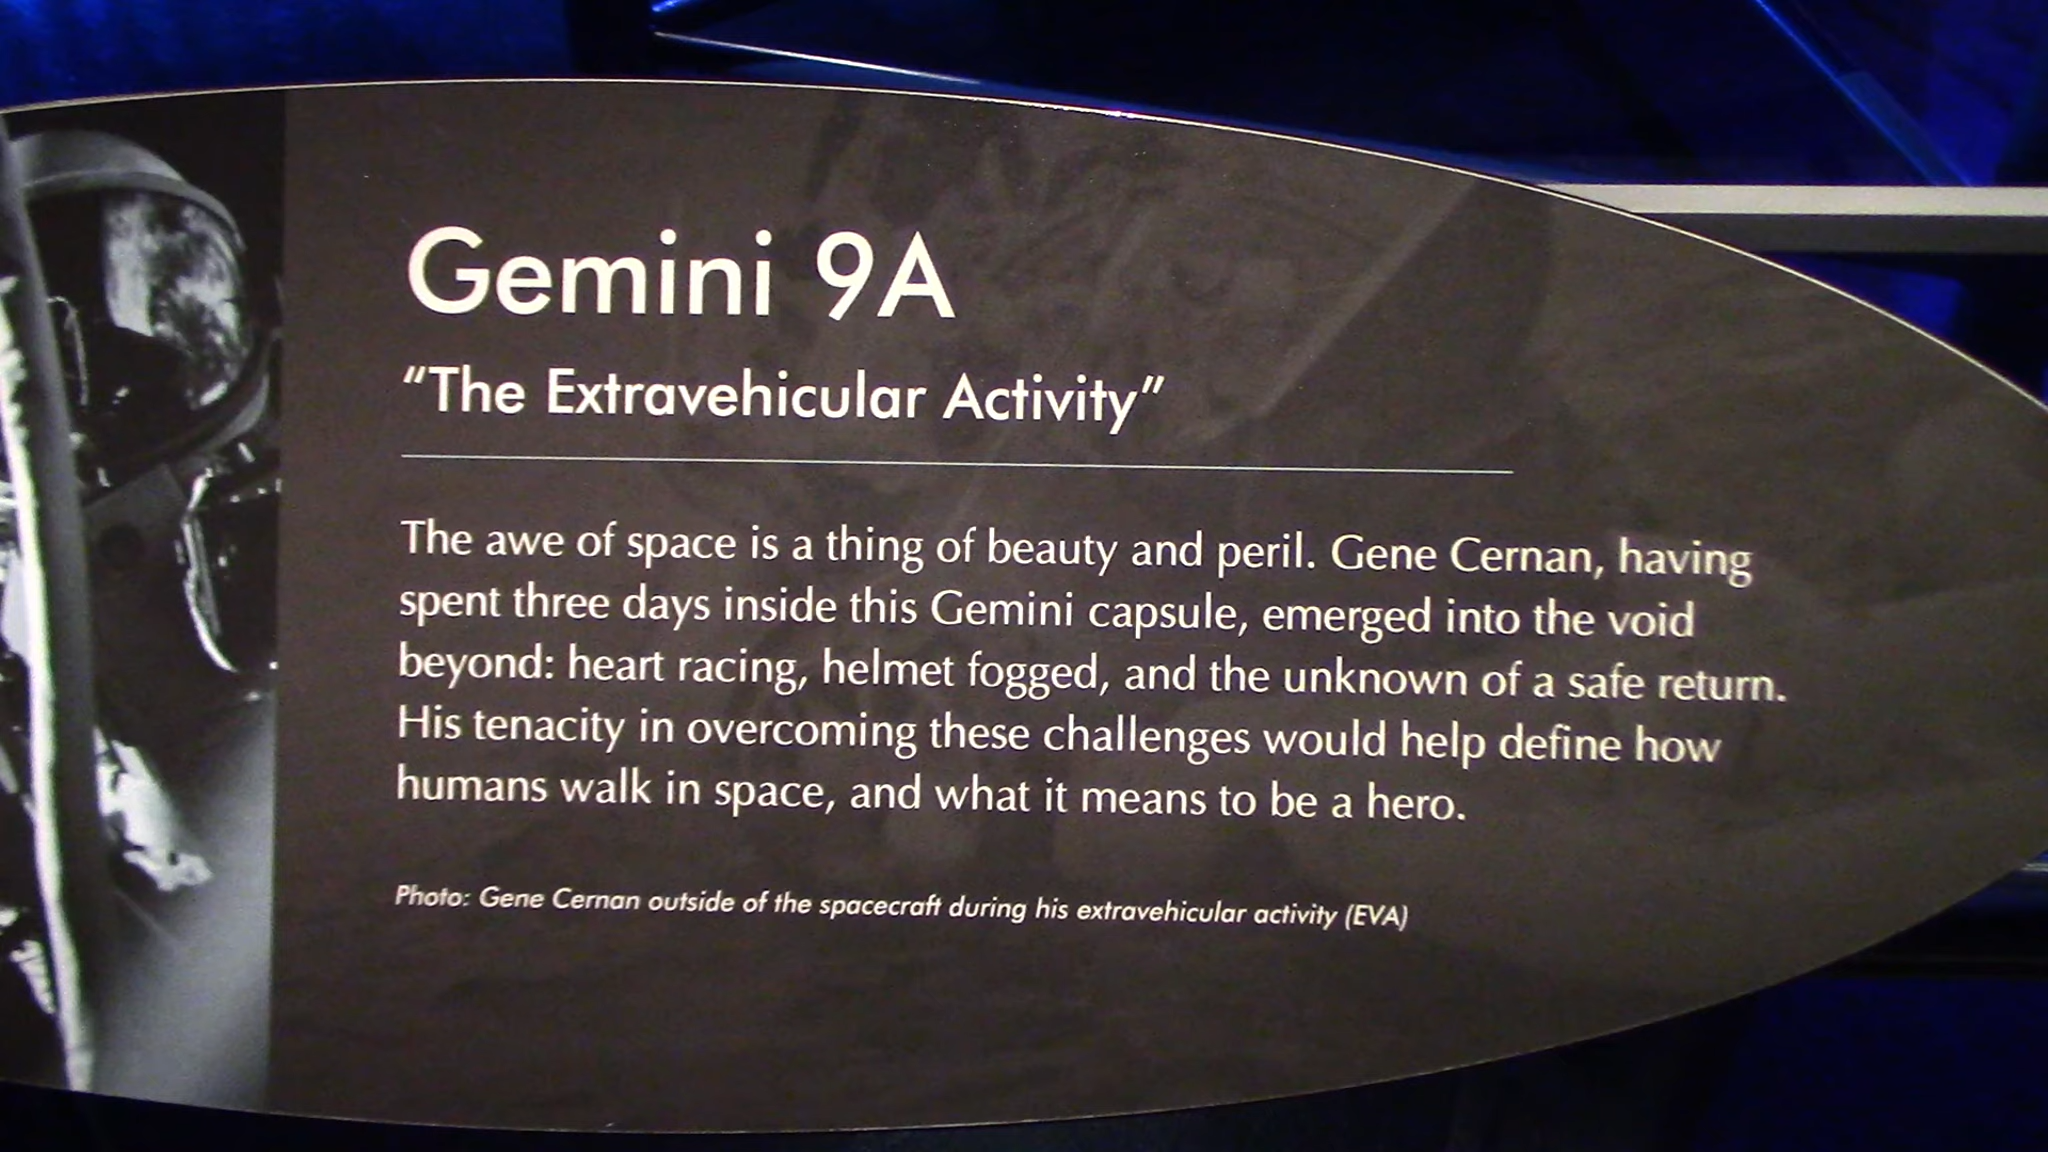 Gemini 9A
“The Extravehicular Activity”
The awe of space is a thing of beauty and peril. Gene Cernan, having
spent three days inside this Gemini capsule, emerged into the void
beyond: heart racing, helmet fogged, and the unknown of a safe return.
His tenacity in overcoming these challenges would help define how
humans walk in space, and what it means to be a hero.
Photo: Gene Cernan outside of the spacecraft during his extravehicular activity (EVA)